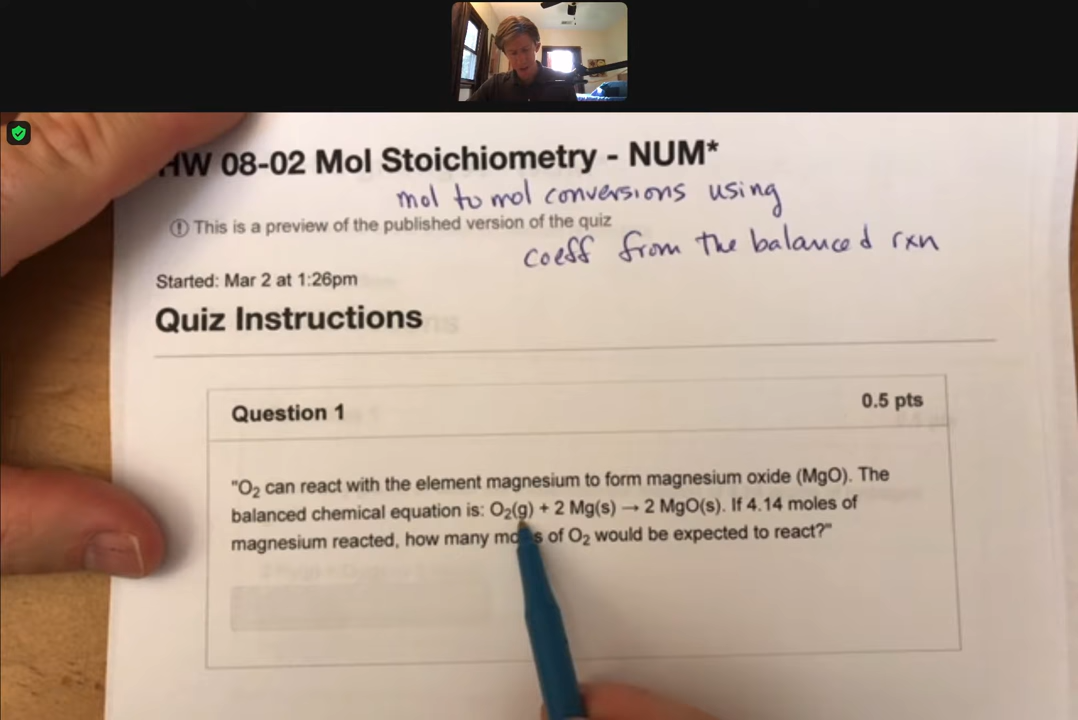 HW 08-02 Mol Stoichiometry - NUM*
mol to mol conversions using
ⓘ This is a preview of the published version of the quiz
coeff from the balanced rxn
Started: Mar 2 at 1:26pm
Quiz Instructions
Question 1
0.5 pts
"O₂ can react with the element magnesium to form magnesium oxide (MgO). The
balanced chemical equation is: O₂(g) + 2 Mg(s) → 2 MgO(s). If 4.14 moles of
magnesium reacted, how many of O₂ would be expected to react?"